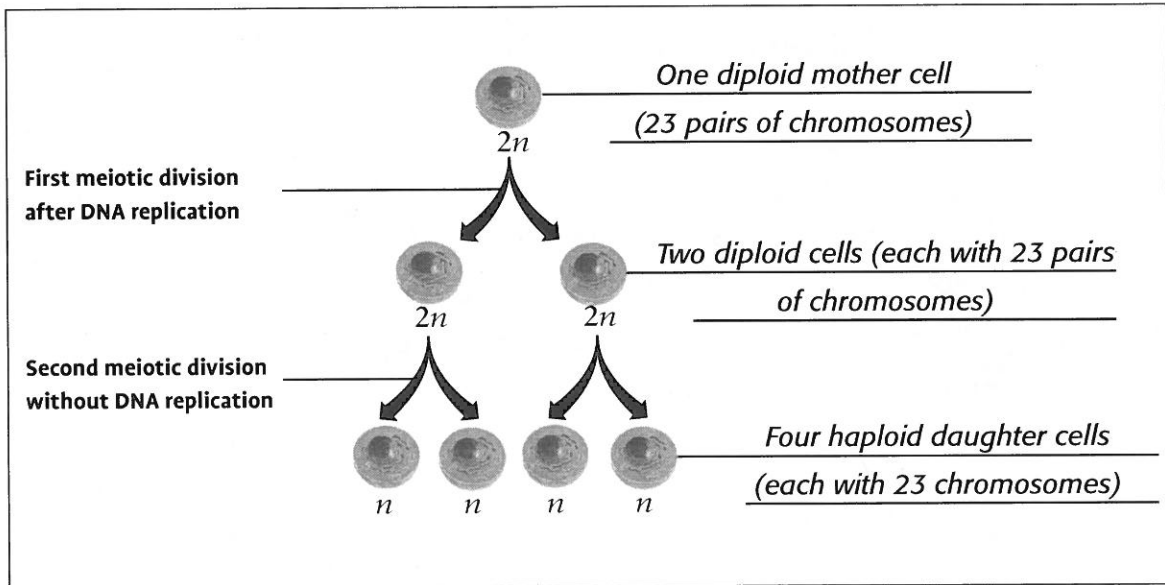 One diploid mother cell
(23 pairs of chromosomes)
2n
First meiotic division
after DNA replication
Two diploid cells (each with 23 pairs
of chromosomes)
2n
2n
Second meiotic division
without DNA replication
Four haploid daughter cells
(each with 23 chromosomes)
n
n
n
n